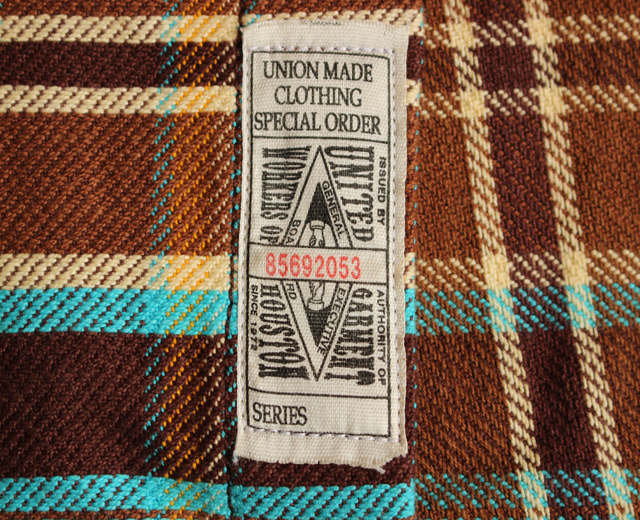 UNION MADE
CLOTHING
SPECIAL ORDER
ISSUED BY
UNITED
GARMENT
WORKERS OF
HOUSTON
GENERAL
EXECUTIVE
BOARD
85692053
AUTHORITY OF
SINCE 1972
SERIES